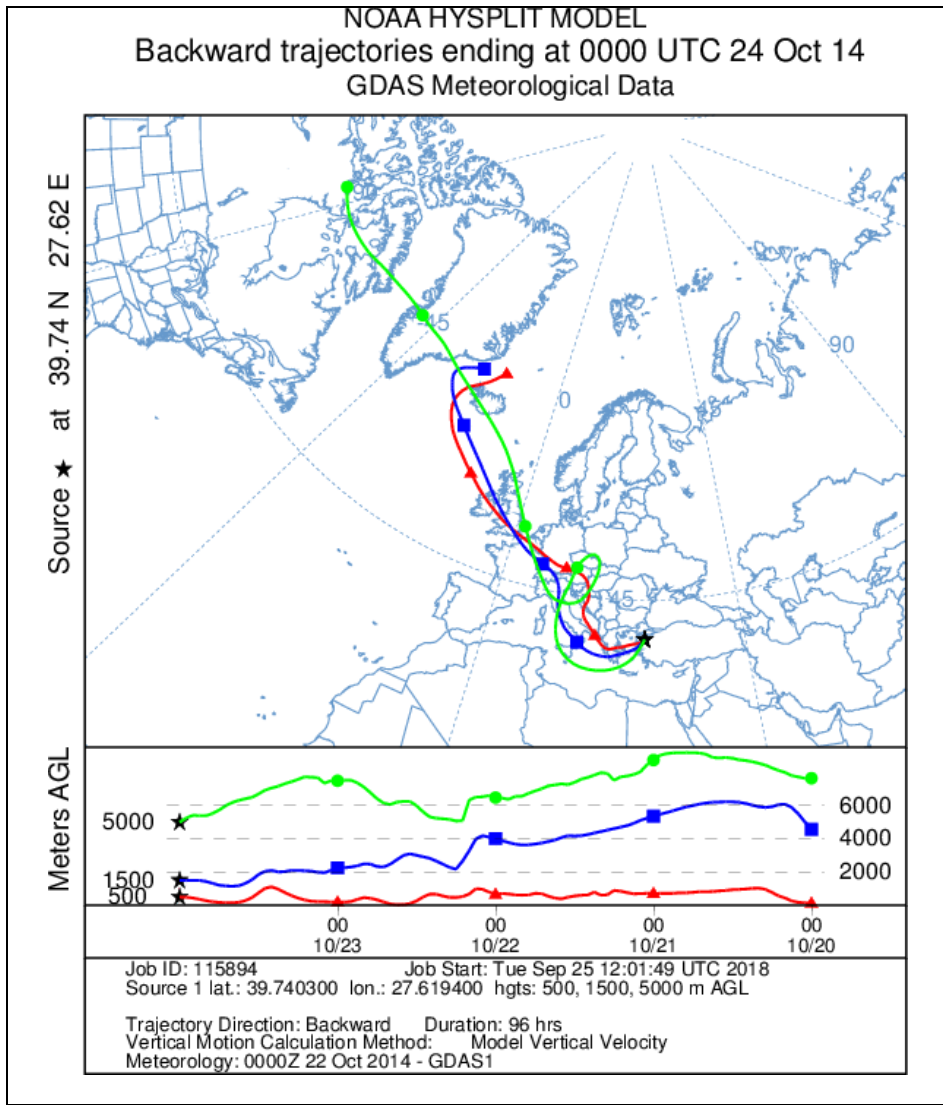 NOAA HYSPLIT MODEL
Backward trajectories ending at 0000 UTC 24 Oct 14
GDAS Meteorological Data
Source ★ at 39.74 N 27.62 E
-90
-45
0
45
90
45
Meters AGL
5000
1500
500
6000
4000
2000
00 00 00 00
10/23 10/22 10/21 10/20
Job ID: 115894 Job Start: Tue Sep 25 12:01:49 UTC 2018
Source 1 lat.: 39.740300 lon.: 27.619400 hgts: 500, 1500, 5000 m AGL
Trajectory Direction: Backward Duration: 96 hrs
Vertical Motion Calculation Method: Model Vertical Velocity
Meteorology: 0000Z 22 Oct 2014 - GDAS1